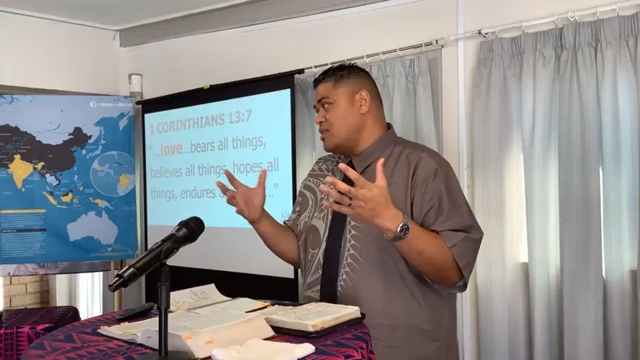 1 CORINTHIANS 13:7
"...love...bears all things,
believes all things, hopes all
things, endures